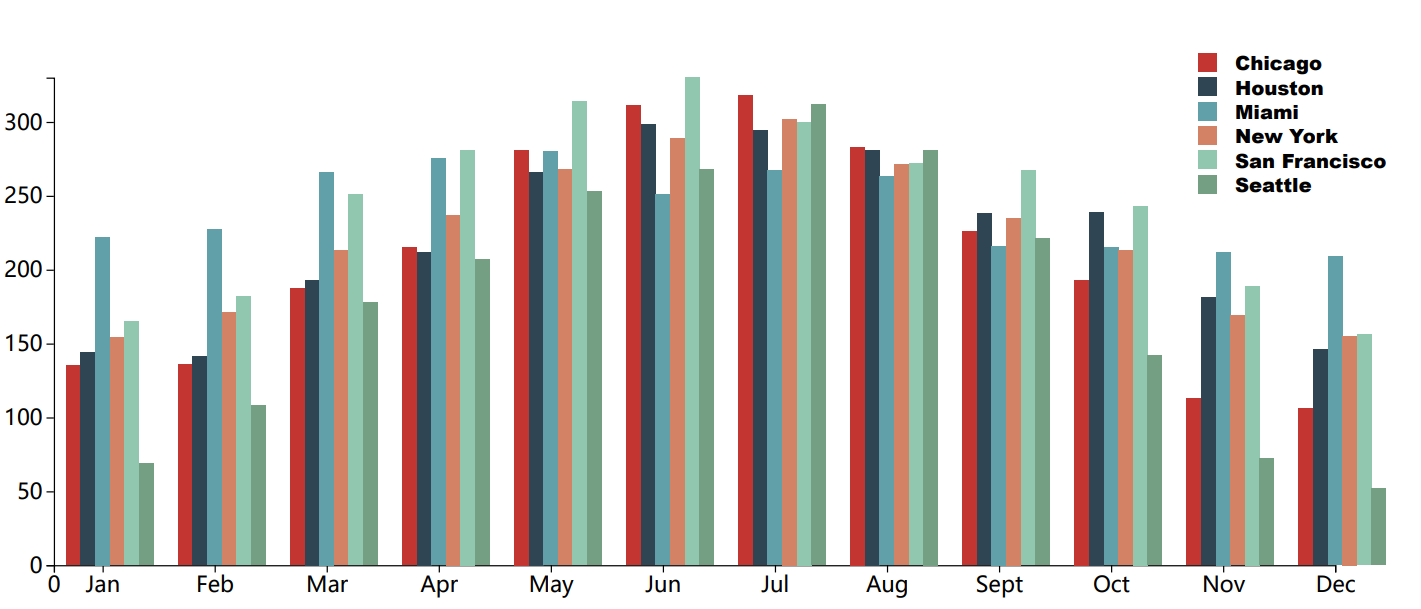 Chicago
Houston
Miami
New York
San Francisco
Seattle
300
250
200
150
100
50
0
0 Jan Feb Mar Apr May Jun Jul Aug Sept Oct Nov Dec